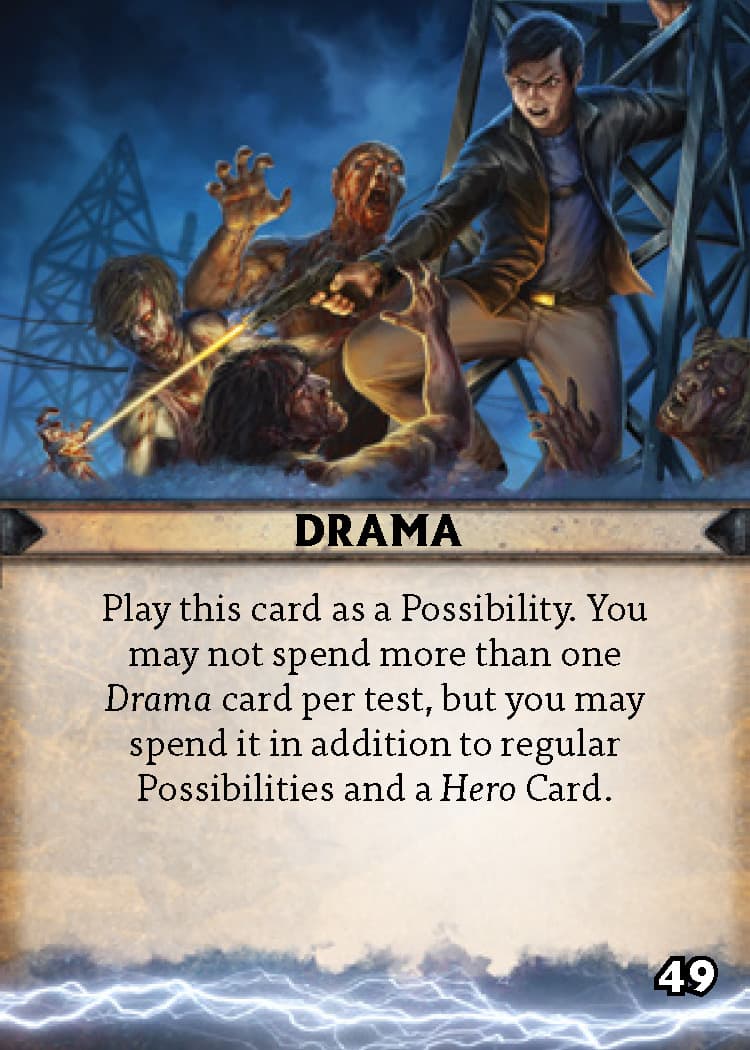 DRAMA
Play this card as a Possibility. You
may not spend more than one
Drama card per test, but you may
spend it in addition to regular
Possibilities and a Hero Card.
49